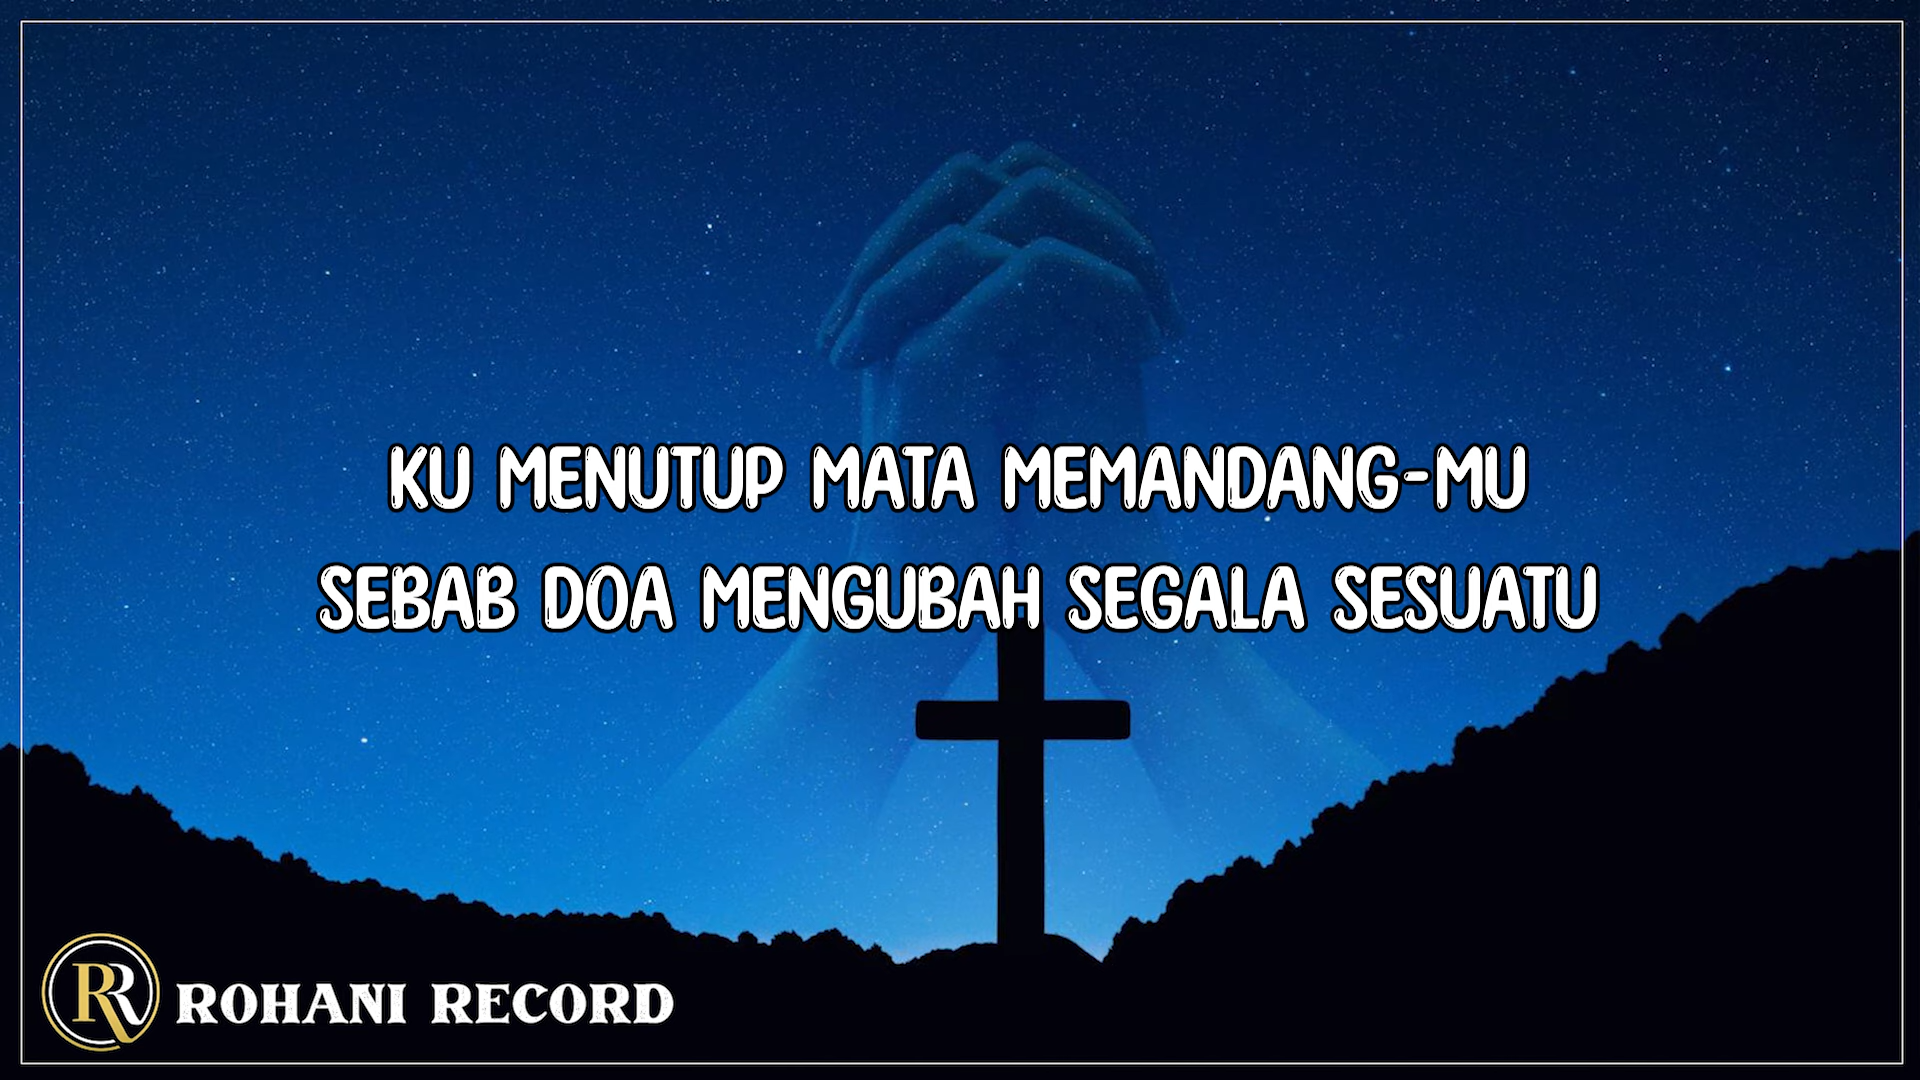 KU MENUTUP MATA MEMANDANG-MU
SEBAB DOA MENGUBAH SEGALA SESUATU
RR ROHANI RECORD